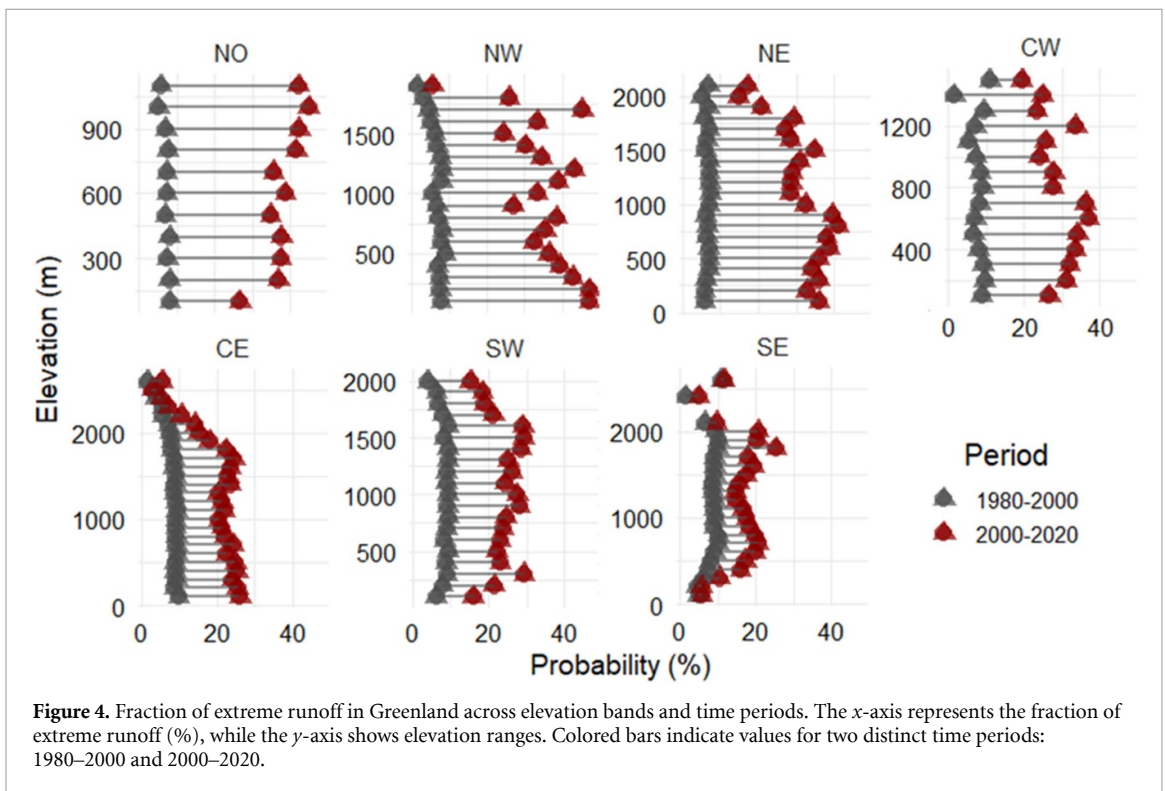 NO
NW
NE
CW
900
600
300
1500
1000
500
2000
1500
1000
500
0
1200
800
400
0 20 40
Elevation (m)
CE
SW
SE
2000
1000
0
2000
1500
1000
500
2000
1000
0
0 20 40
0 20 40
0 20 40
Probability (%)
Period
1980-2000
2000-2020
Figure 4. Fraction of extreme runoff in Greenland across elevation bands and time periods. The x-axis represents the fraction of
extreme runoff (%), while the y-axis shows elevation ranges. Colored bars indicate values for two distinct time periods:
1980–2000 and 2000–2020.